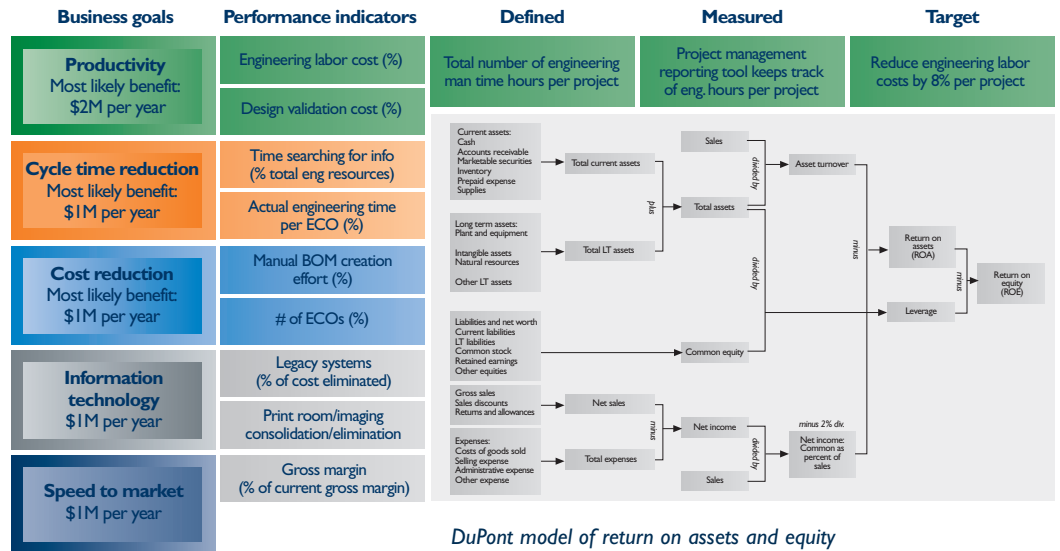 Business goals
Performance indicators
Defined
Measured
Target
Productivity
Most likely benefit:
$2M per year
Engineering labor cost (%)
Design validation cost (%)
Total number of engineering
man time hours per project
Project management
reporting tool keeps track
of eng. hours per project
Reduce engineering labor
costs by 8% per project
Cycle time reduction
Most likely benefit:
$1M per year
Time searching for info
(% total eng resources)
Actual engineering time
per ECO (%)
Cost reduction
Most likely benefit:
$1M per year
Manual BOM creation
effort (%)
# of ECOs (%)
Information
technology
$1M per year
Legacy systems
(% of cost eliminated)
Print room/imaging
consolidation/elimination
Speed to market
$1M per year
Gross margin
(% of current gross margin)
Current assets:
Cash
Accounts receivable
Marketable securities
Inventory
Prepaid expense
Supplies
Total current assets
Long term assets:
Plant and equipment
Intangible assets
Natural resources
Other LT assets
Total LT assets
plus
Sales
Total assets
divided by
Asset turnover
Liabilities and net worth
Current liabilities
LT liabilities
Common stock
Retained earnings
Other equities
Common equity
divided by
Gross sales
Sales discounts
Returns and allowances
Net sales
Expenses:
Costs of goods sold
Selling expense
Administrative expense
Other expense
Total expenses
minus
Net income
Sales
divided by
minus 2% div.
Net income:
Common as
percent of
sales
minus
Return on
assets
(ROA)
Leverage
minus
Return on
equity
(ROE)
DuPont model of return on assets and equity